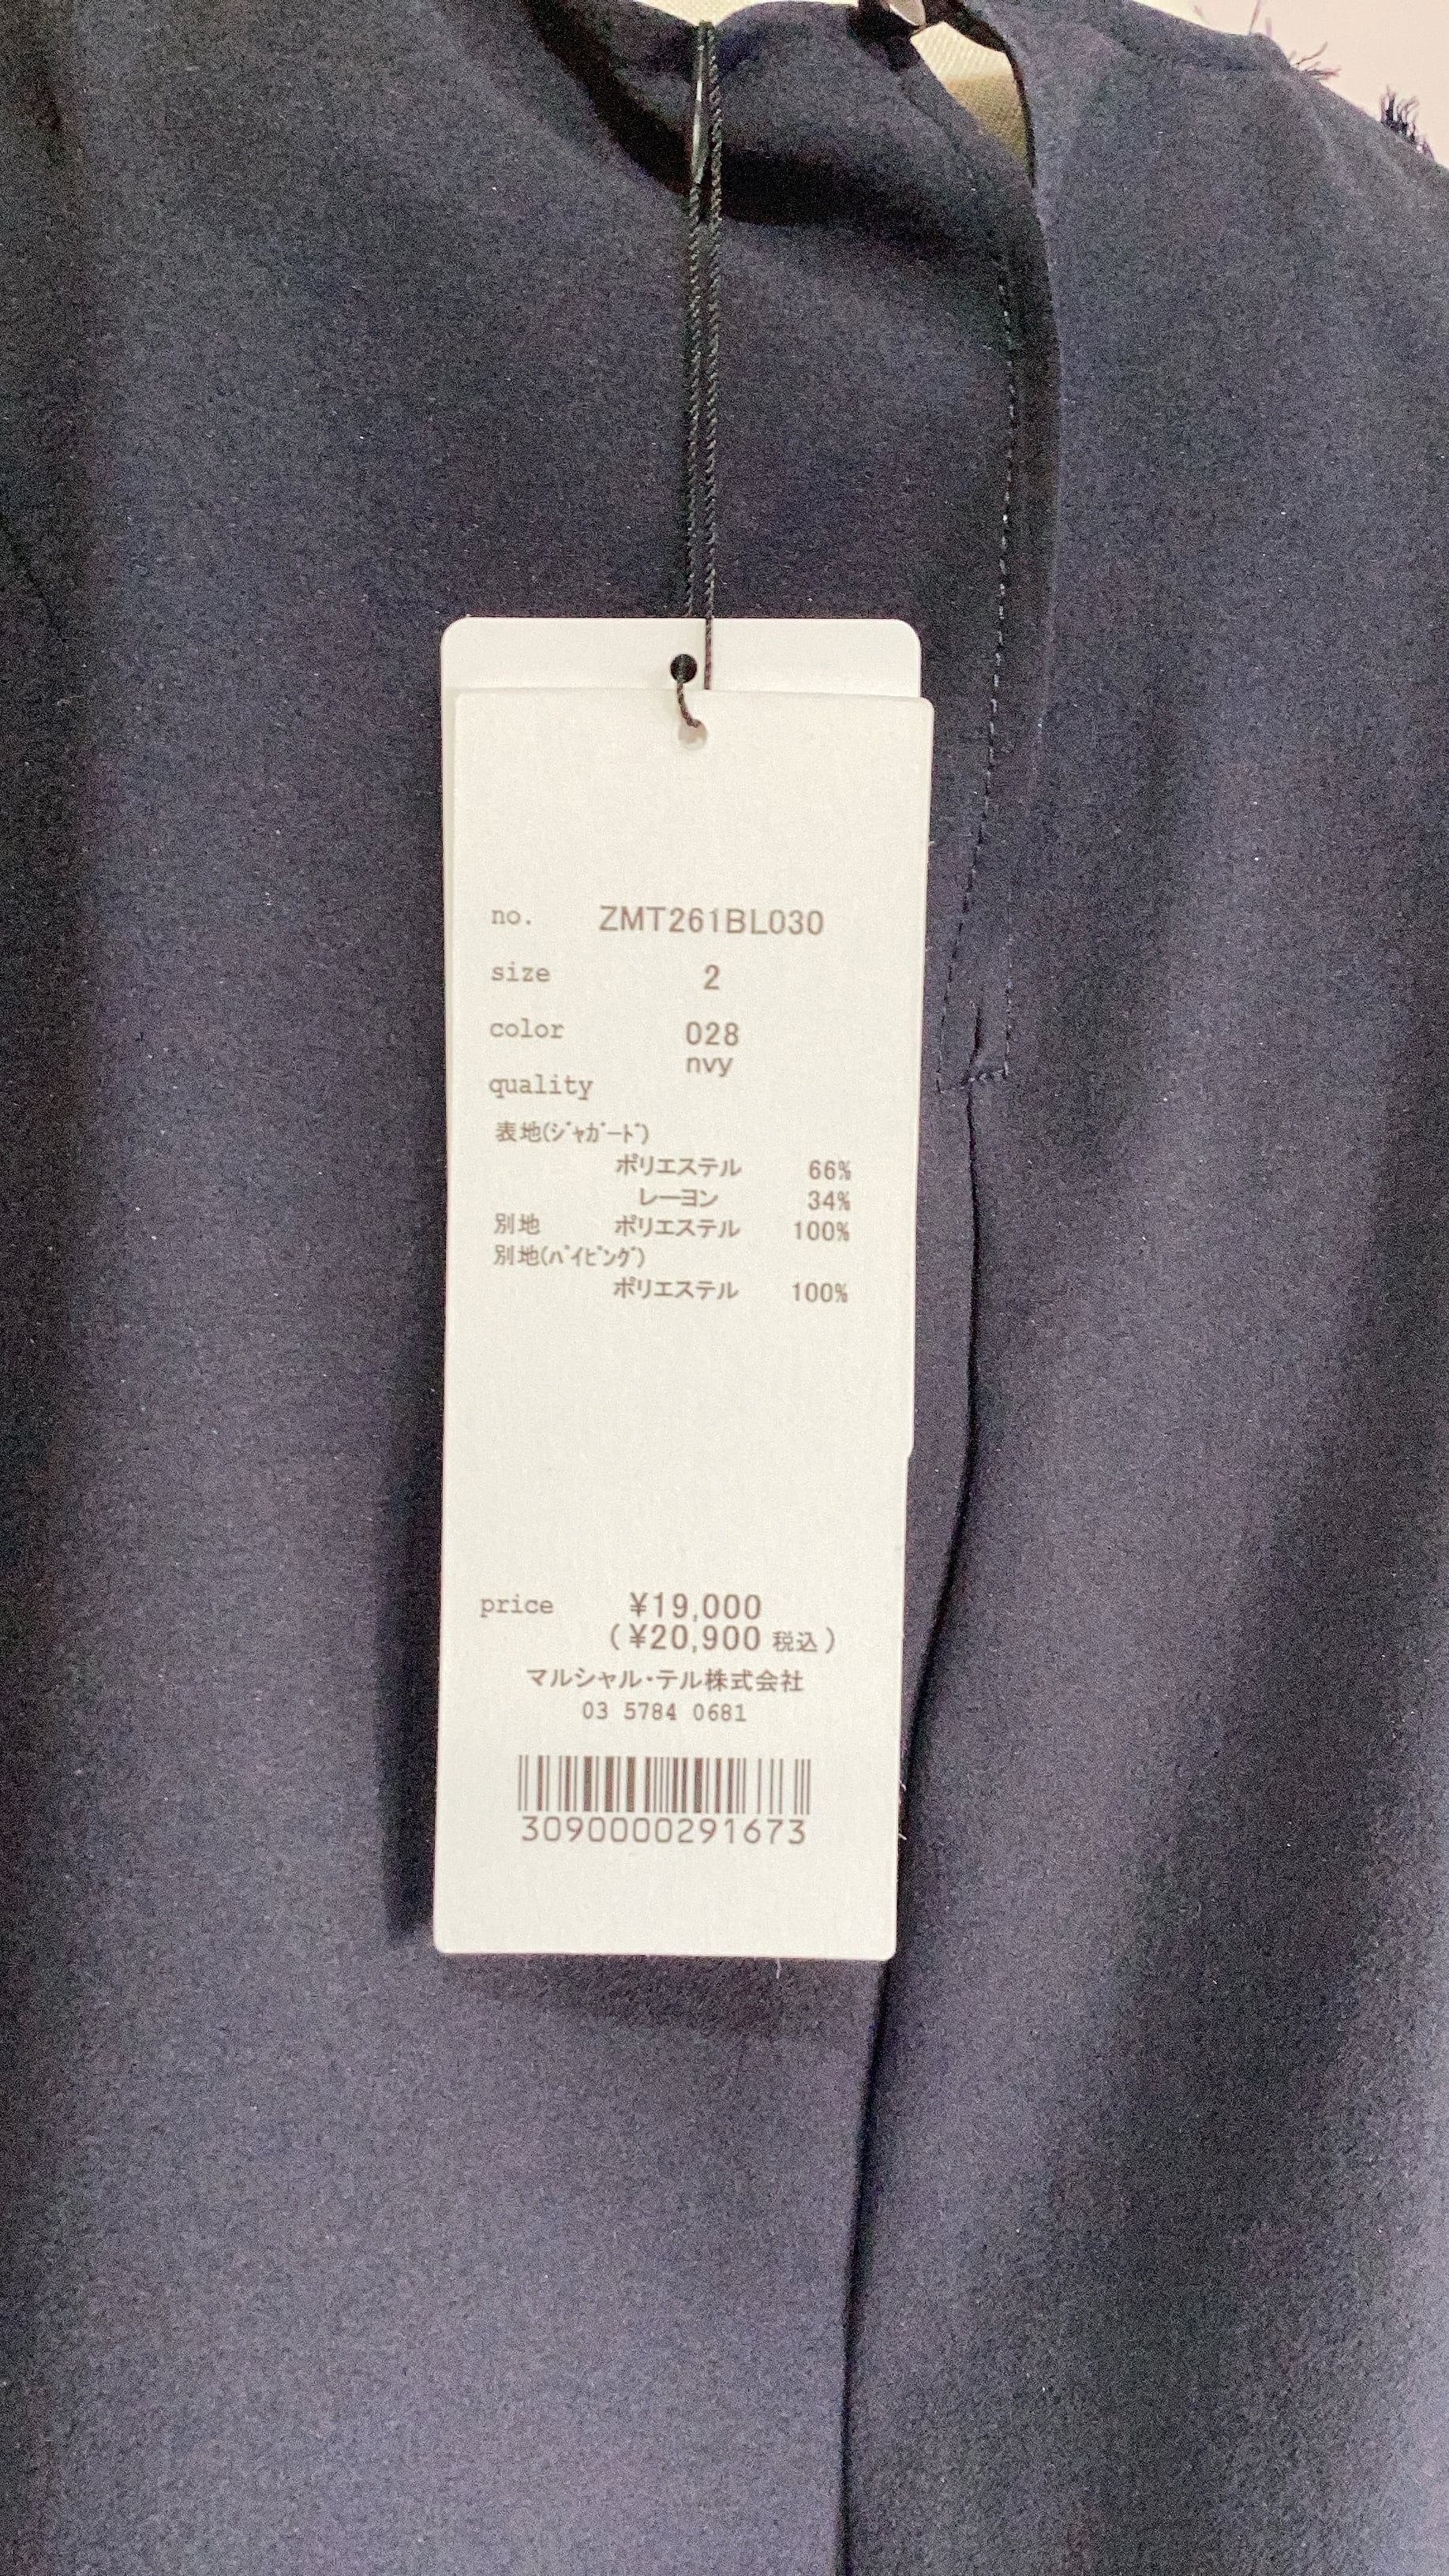 no. ZMT261BL030
size 2
color 028
nvy
quality
表地(ｼﾞｬｶﾞｰﾄﾞ)
ポリエステル 66%
レーヨン 34%
別地 ポリエステル 100%
別地(ﾊﾟｲﾋﾟﾝｸﾞ)
ポリエステル 100%
price ¥19,000
(¥20,900 税込)
マルシャル･テル株式会社
03 5784 0681
3090000291673